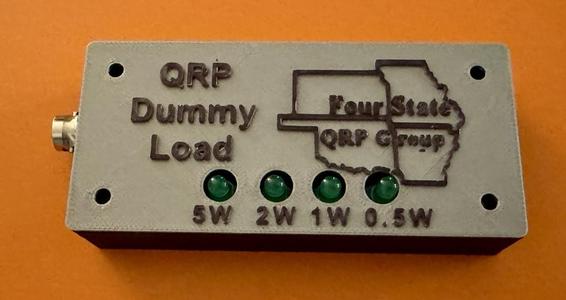 QRP
Dummy
Load
Four State
QRP Group
5W 2W 1W 0.5W